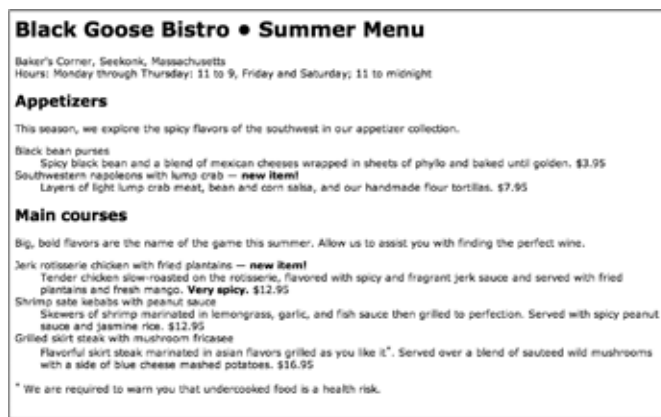 Black Goose Bistro • Summer Menu
Baker's Corner, Seekonk, Massachusetts
Hours: Monday through Thursday: 11 to 9, Friday and Saturday; 11 to midnight
Appetizers
This season, we explore the spicy flavors of the southwest in our appetizer collection.
Black bean purses
Spicy black bean and a blend of mexican cheeses wrapped in sheets of phyllo and baked until golden. $3.95
Southwestern napoleons with lump crab — new item!
Layers of light lump crab meat, bean and corn salsa, and our handmade flour tortillas. $7.95
Main courses
Big, bold flavors are the name of the game this summer. Allow us to assist you with finding the perfect wine.
Jerk rotisserie chicken with fried plantains — new item!
Tender chicken slow-roasted on the rotisserie, flavored with spicy and fragrant jerk sauce and served with fried
plantains and fresh mango. Very spicy. $12.95
Shrimp sate kebabs with peanut sauce
Skewers of shrimp marinated in lemongrass, garlic, and fish sauce then grilled to perfection. Served with spicy peanut
sauce and jasmine rice. $12.95
Grilled skirt steak with mushroom fricasee
Flavorful skirt steak marinated in asian flavors grilled as you like it*. Served over a blend of sauteed wild mushrooms
with a side of blue cheese mashed potatoes. $16.95
* We are required to warn you that undercooked food is a health risk.